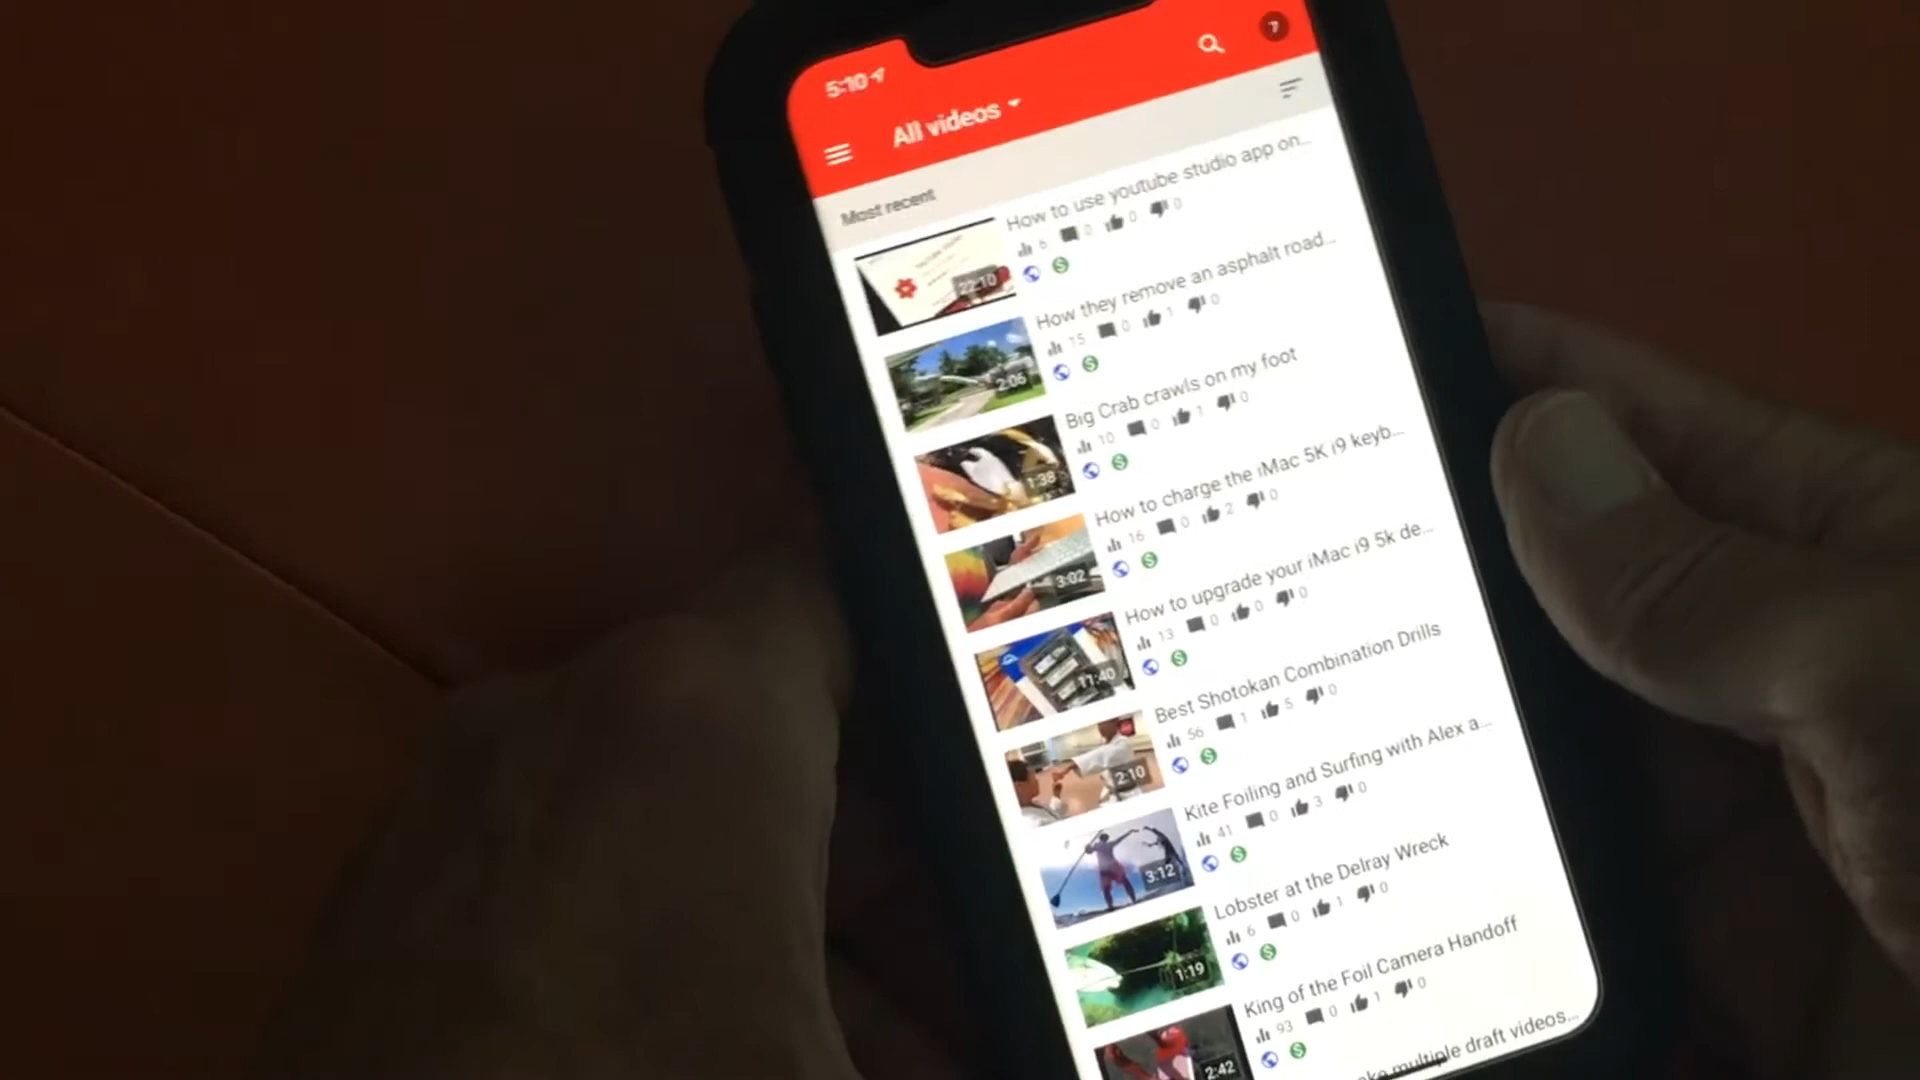 5:10
All videos
Most recent
How to use youtube studio app on...
6 0 0 0
22:10
How they remove an asphalt road...
15 0 1 0
2:05
Big Crab crawls on my foot
10 0 1 0
1:38
How to charge the iMac 5K i9 keyb...
16 0 2 0
3:02
How to upgrade your iMac i9 5k de...
13 0 0 0
11:40
Best Shotokan Combination Drills
56 1 5 0
2:10
Kite Foiling and Surfing with Alex a...
41 0 3 0
3:12
Lobster at the Delray Wreck
6 0 1 0
1:19
King of the Foil Camera Handoff
93 0 1 0
2:42
multiple draft videos...